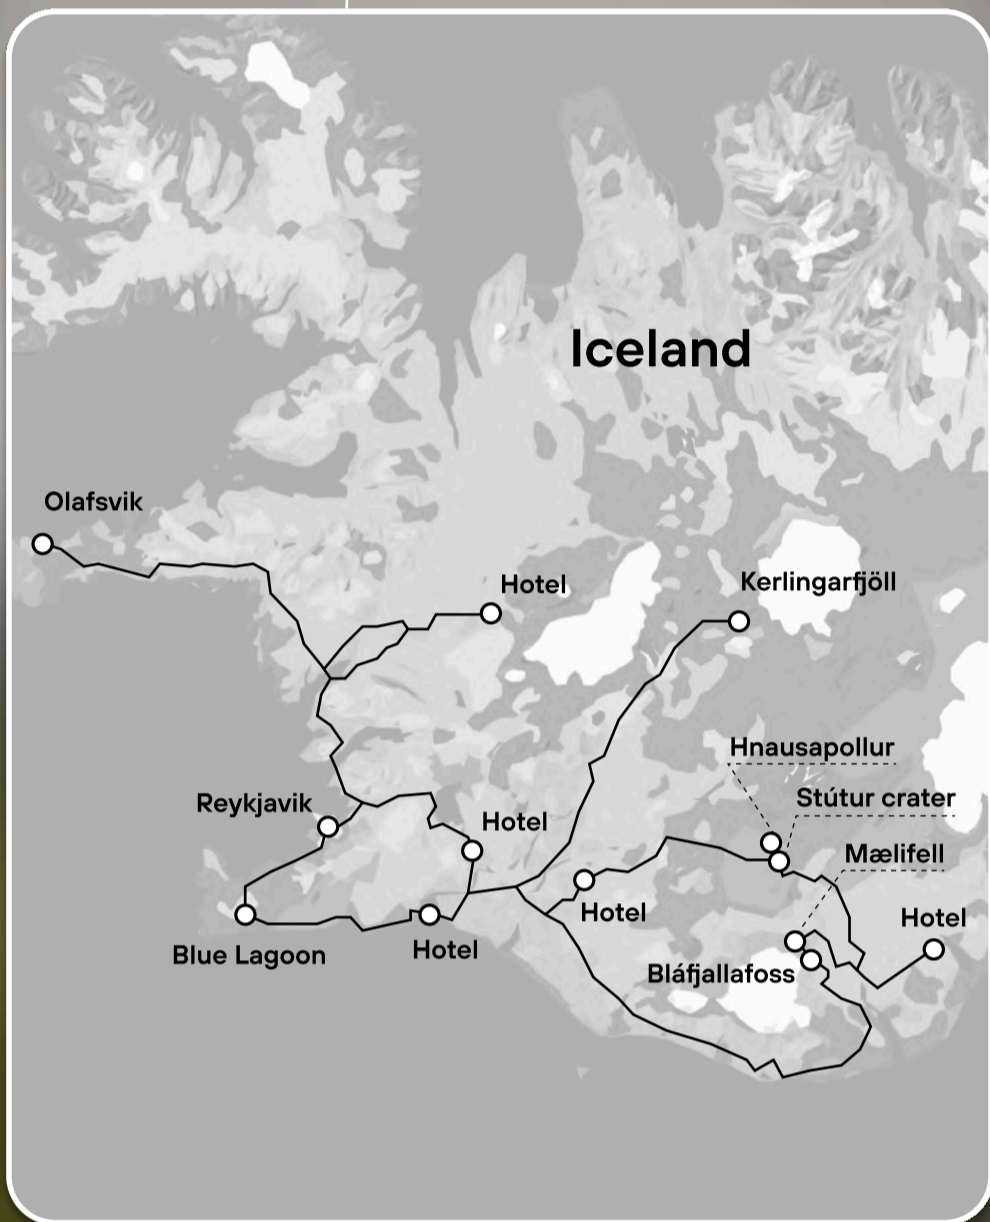 Iceland
Olafsvik
Hotel
Kerlingarfjöll
Hnausapollur
Stútur crater
Reykjavik
Hotel
Mælifell
Hotel
Hotel
Blue Lagoon
Hotel
Bláfjallafoss